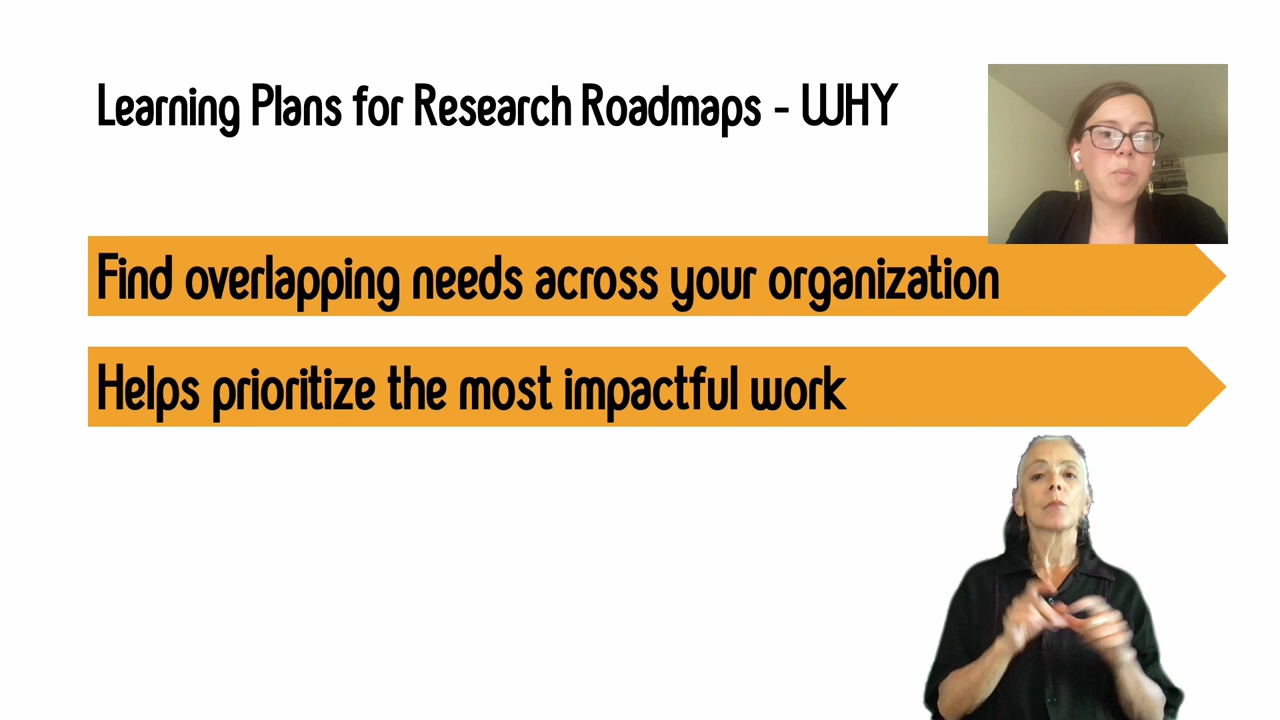 Learning Plans for Research Roadmaps - WHY
Find overlapping needs across your organization
Helps prioritize the most impactful work